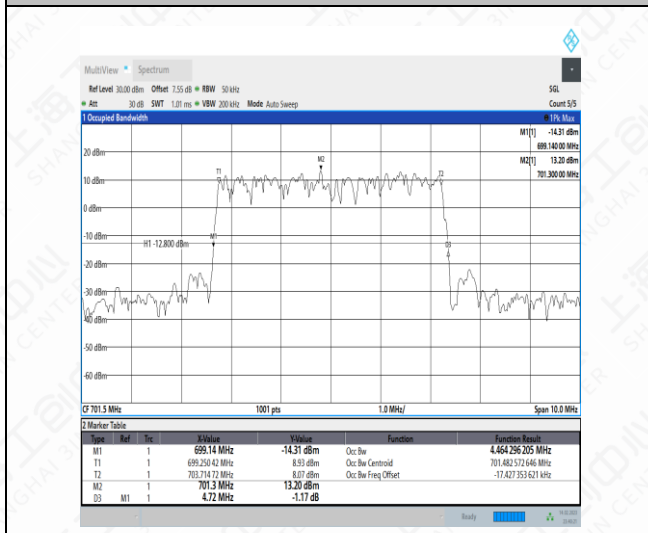 MultiView Spectrum
Ref Level 30.00 dBm Offset 7.55 dB RBW 50 kHz SGL
Att 30 dB SWT 1.01 ms VBW 200 kHz Mode Auto Sweep Count 5/5
1 Occupied Bandwidth 1Pk Max
M1[1] -14.31 dBm
699.140 00 MHz
M2[1] 13.20 dBm
701.300 00 MHz
20 dBm
M2
T1 T2
10 dBm
0 dBm
-10 dBm
M1
H1 -12.800 dBm
D3
-20 dBm
-30 dBm
-40 dBm
-50 dBm
-60 dBm
CF 701.5 MHz 1001 pts 1.0 MHz/ Span 10.0 MHz
2 Marker Table
Type Ref Trc X-Value Y-Value Function Function Result
M1 1 699.14 MHz -14.31 dBm Occ Bw 4.464 296 205 MHz
T1 1 699.250 42 MHz 8.93 dBm Occ Bw Centroid 701.482 572 646 MHz
T2 1 703.714 72 MHz 8.07 dBm Occ Bw Freq Offset -17.427 353 621 kHz
M2 1 701.3 MHz 13.20 dBm
D3 M1 1 4.72 MHz -1.17 dB
Ready